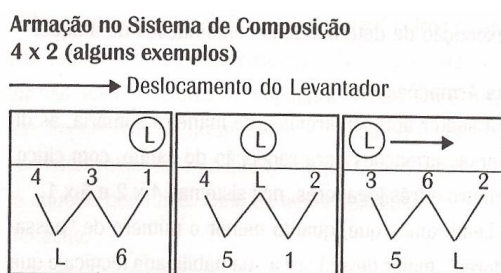 Armação no Sistema de Composição
4 x 2 (alguns exemplos)
Deslocamento do Levantador
L L L
4 3 1 4 L 2 3 6 2
L 6 5 1 5 L